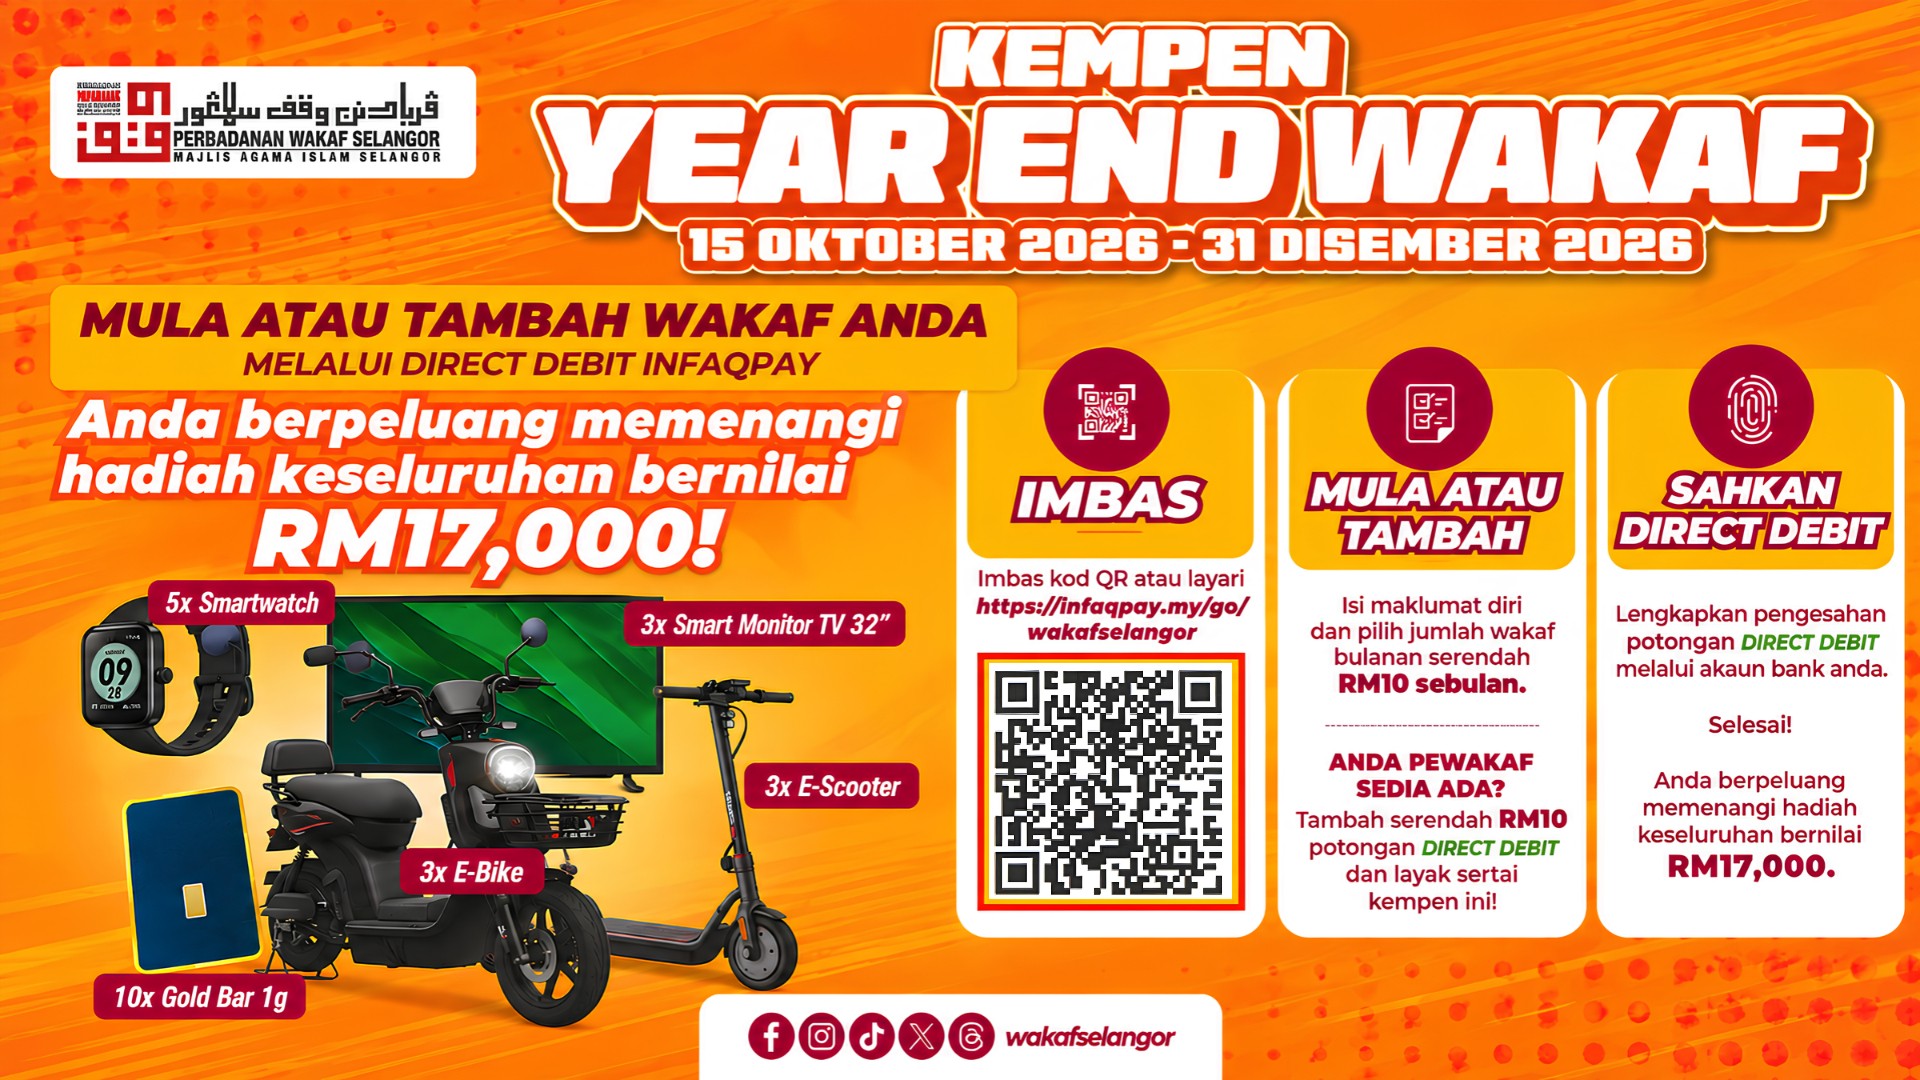 ڤربادنن وقف سلاڠور
PERBADANAN WAKAF SELANGOR
MAJLIS AGAMA ISLAM SELANGOR
KEMPEN
YEAR END WAKAF
15 OKTOBER 2026 - 31 DISEMBER 2026
MULA ATAU TAMBAH WAKAF ANDA
MELALUI DIRECT DEBIT INFAQPAY
Anda berpeluang memenangi
hadiah keseluruhan bernilai
RM17,000!
5x Smartwatch
09
28
3x Smart Monitor TV 32”
3x E-Scooter
3x E-Bike
10x Gold Bar 1g
IMBAS
Imbas kod QR atau layari
https://infaqpay.my/go/
wakafselangor
MULA ATAU
TAMBAH
Isi maklumat diri
dan pilih jumlah wakaf
bulanan serendah
RM10 sebulan.
ANDA PEWAKAF
SEDIA ADA?
Tambah serendah RM10
potongan DIRECT DEBIT
dan layak sertai
kempen ini!
SAHKAN
DIRECT DEBIT
Lengkapkan pengesahan
potongan DIRECT DEBIT
melalui akaun bank anda.
Selesai!
Anda berpeluang
memenangi hadiah
keseluruhan bernilai
RM17,000.
wakafselangor